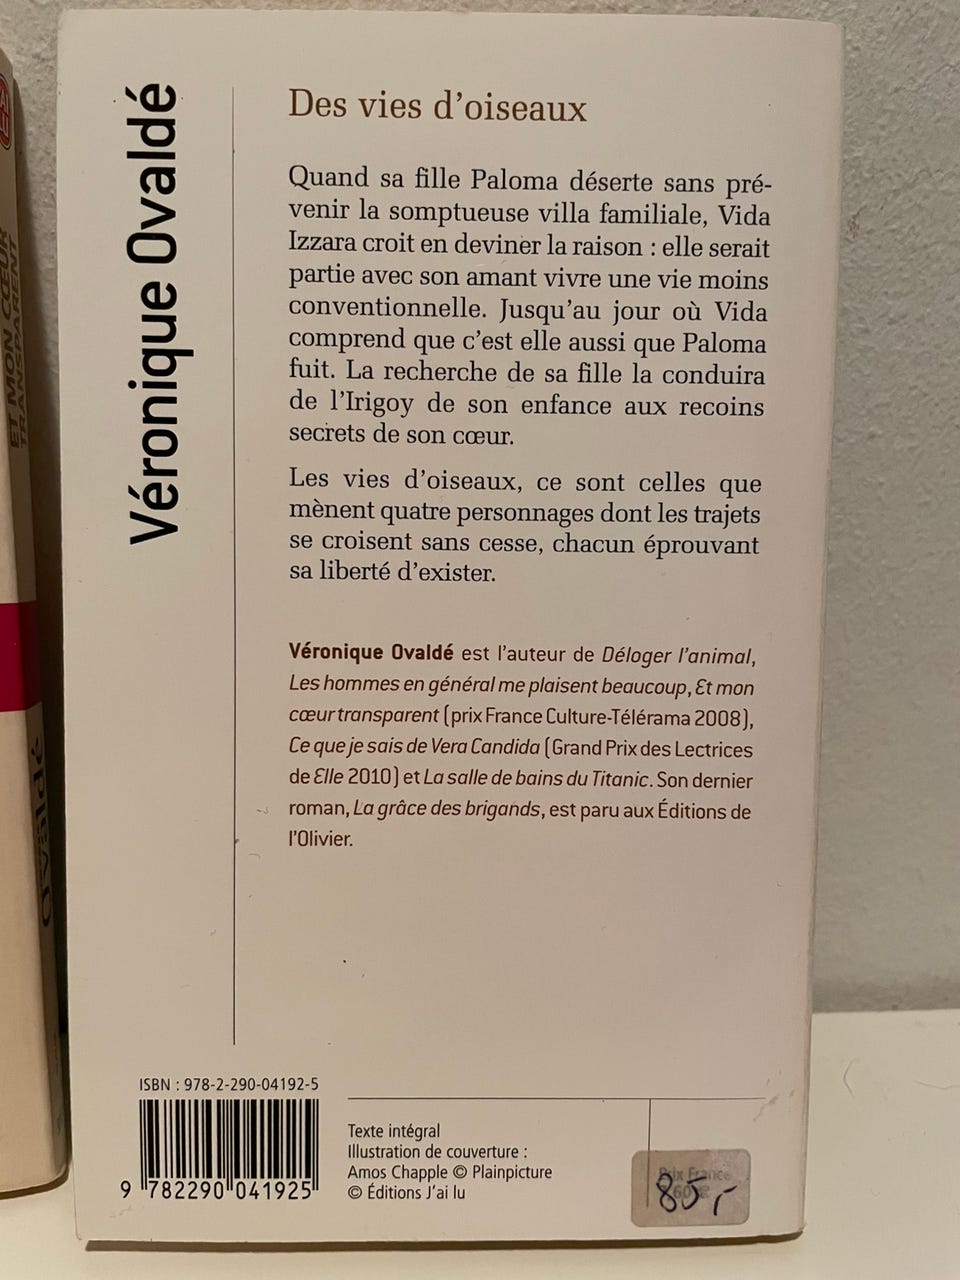 Véronique Ovaldé
Des vies d'oiseaux
Quand sa fille Paloma déserte sans pré-
venir la somptueuse villa familiale, Vida
Izzara croit en deviner la raison : elle serait
partie avec son amant vivre une vie moins
conventionnelle. Jusqu'au jour où Vida
comprend que c'est elle aussi que Paloma
fuit. La recherche de sa fille la conduira
de l'Irigoy de son enfance aux recoins
secrets de son cœur.
Les vies d'oiseaux, ce sont celles que
mènent quatre personnages dont les trajets
se croisent sans cesse, chacun éprouvant
sa liberté d'exister.
Véronique Ovaldé est l'auteur de Déloger l'animal,
Les hommes en général me plaisent beaucoup, Et mon
cœur transparent (prix France Culture-Télérama 2008),
Ce que je sais de Vera Candida (Grand Prix des Lectrices
de Elle 2010) et La salle de bains du Titanic. Son dernier
roman, La grâce des brigands, est paru aux Éditions de
l'Olivier.
ISBN : 978-2-290-04192-5
9 782290 041925
Texte intégral
Illustration de couverture :
Amos Chapple © Plainpicture
© Éditions J'ai lu
Prix France
85,-
ET MON CŒUR
TRANSPARENT